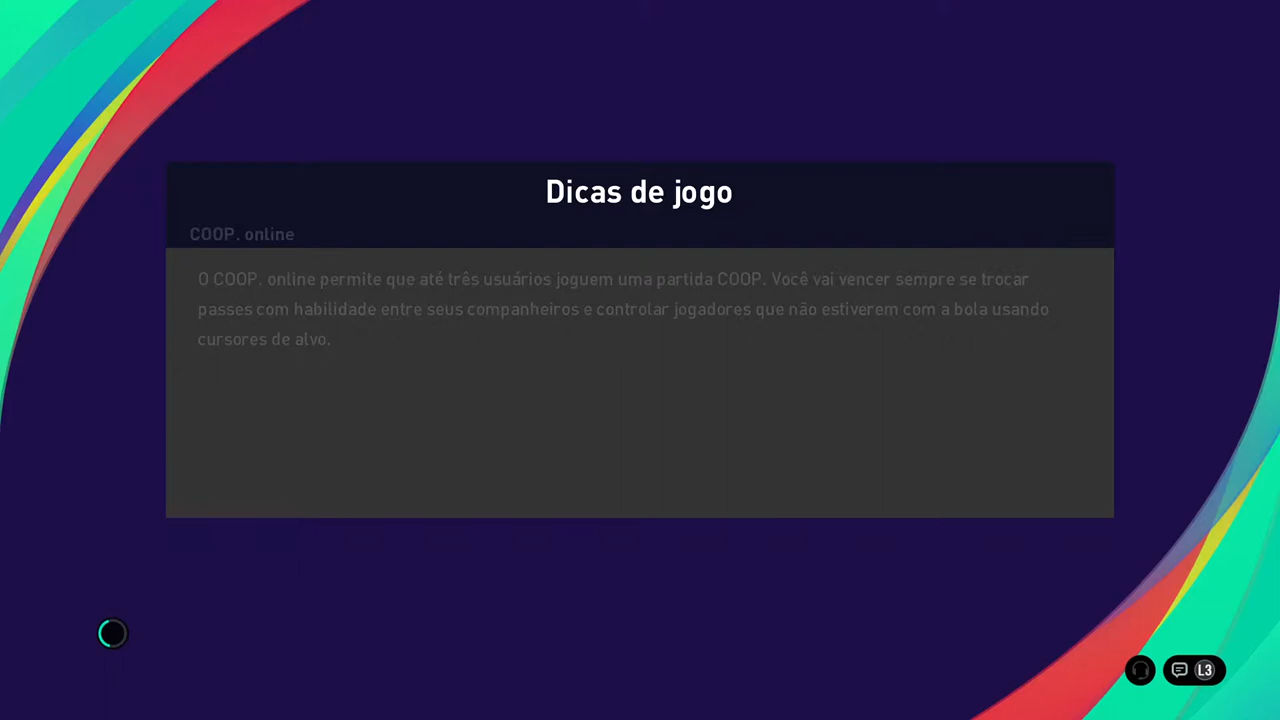 Dicas de jogo
COOP. online
O COOP. online permite que até três usuários joguem uma partida COOP. Você vai vencer sempre se trocar
passes com habilidade entre seus companheiros e controlar jogadores que não estiverem com a bola usando
cursores de alvo.
L3